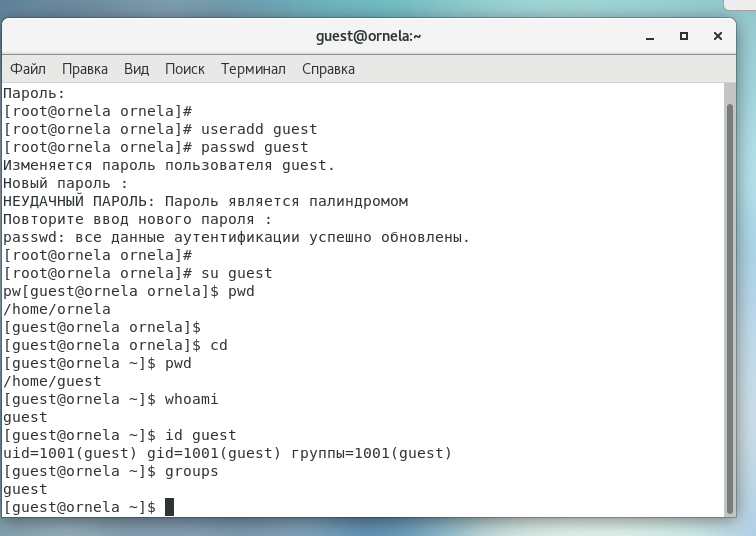 guest@ornela:~
Файл Правка Вид Поиск Терминал Справка
Пароль:
[root@ornela ornela]#
[root@ornela ornela]# useradd guest
[root@ornela ornela]# passwd guest
Изменяется пароль пользователя guest.
Новый пароль :
НЕУДАЧНЫЙ ПАРОЛЬ: Пароль является палиндромом
Повторите ввод нового пароля :
passwd: все данные аутентификации успешно обновлены.
[root@ornela ornela]#
[root@ornela ornela]# su guest
pw[guest@ornela ornela]$ pwd
/home/ornela
[guest@ornela ornela]$
[guest@ornela ornela]$ cd
[guest@ornela ~]$ pwd
/home/guest
[guest@ornela ~]$ whoami
guest
[guest@ornela ~]$ id guest
uid=1001(guest) gid=1001(guest) группы=1001(guest)
[guest@ornela ~]$ groups
guest
[guest@ornela ~]$